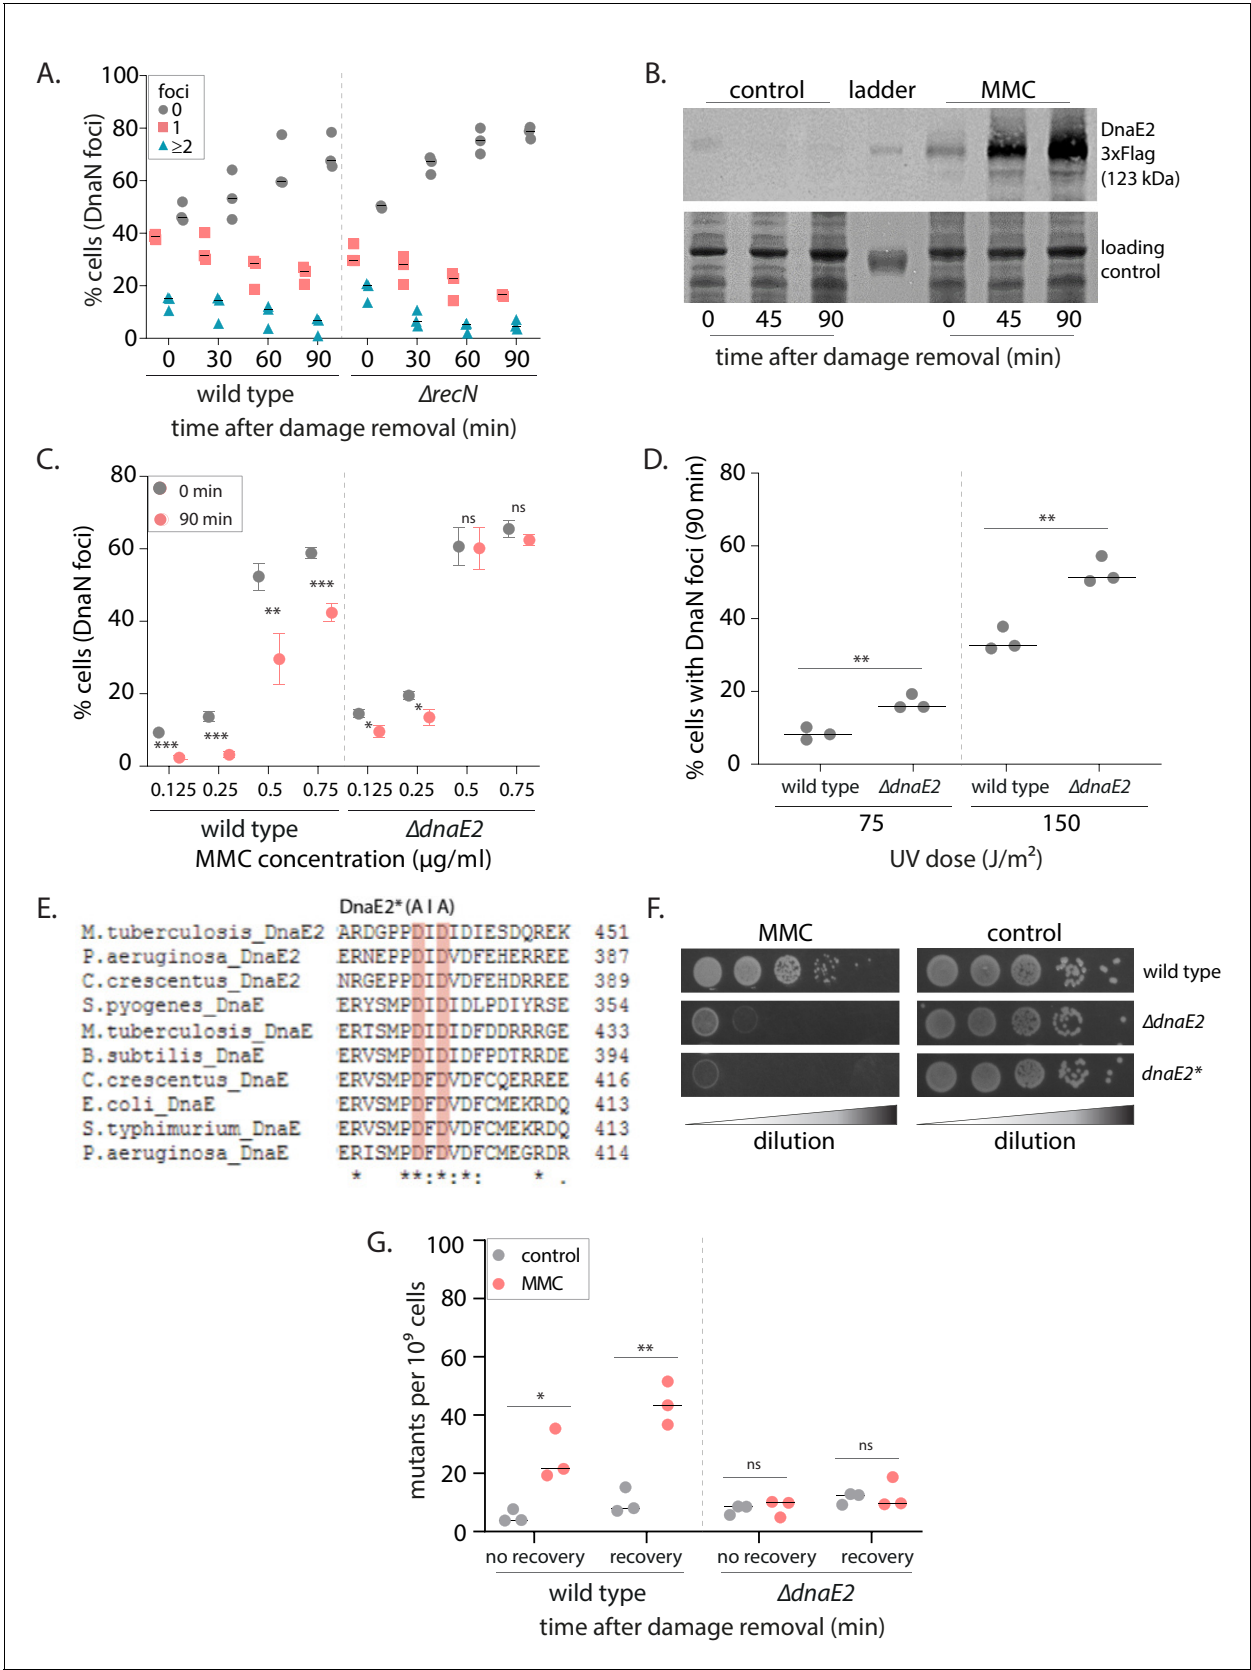 A.
100
80
60
40
20
0
% cells (DnaN foci)
foci
0
1
≥2
0 30 60 90 0 30 60 90
wild type ΔrecN
time after damage removal (min)
B.
control ladder MMC
DnaE2
3xFlag
(123 kDa)
loading
control
0 45 90 0 45 90
time after damage removal (min)
C.
80
60
40
20
0
% cells (DnaN foci)
0 min
90 min
*** *** ** *** * * ns ns
0.125 0.25 0.5 0.75 0.125 0.25 0.5 0.75
wild type ΔdnaE2
MMC concentration (µg/ml)
D.
80
60
40
20
0
% cells with DnaN foci (90 min)
** **
wild type ΔdnaE2 wild type ΔdnaE2
75 150
UV dose (J/m²)
E.
DnaE2* (A I A)
M.tuberculosis_DnaE2 ARDGPPDIDIDIESDQREK 451
P.aeruginosa_DnaE2 ERNEPPDIDVDFEHERREE 387
C.crescentus_DnaE2 NRGEPPDIDVDFEHDRREE 389
S.pyogenes_DnaE ERYSMPDIDIDLPDIYRSE 354
M.tuberculosis_DnaE ERTSMPDIDIDFDDRRRGE 433
B.subtilis_DnaE ERVSMPDIDIDFPDTRRDE 394
C.crescentus_DnaE ERVSMPDFDVDFCQERREE 416
E.coli_DnaE ERVSMPDFDVDFCMEKRDQ 413
S.typhimurium_DnaE ERVSMPDFDVDFCMEKRDQ 413
P.aeruginosa_DnaE ERISMPDFDVDFCMEGRDR 414
* **:*:*: * .
F.
MMC control
wild type
ΔdnaE2
dnaE2*
dilution dilution
G.
100
80
60
40
20
0
mutants per 10⁹ cells
control
MMC
* ** ns ns
no recovery recovery no recovery recovery
wild type ΔdnaE2
time after damage removal (min)